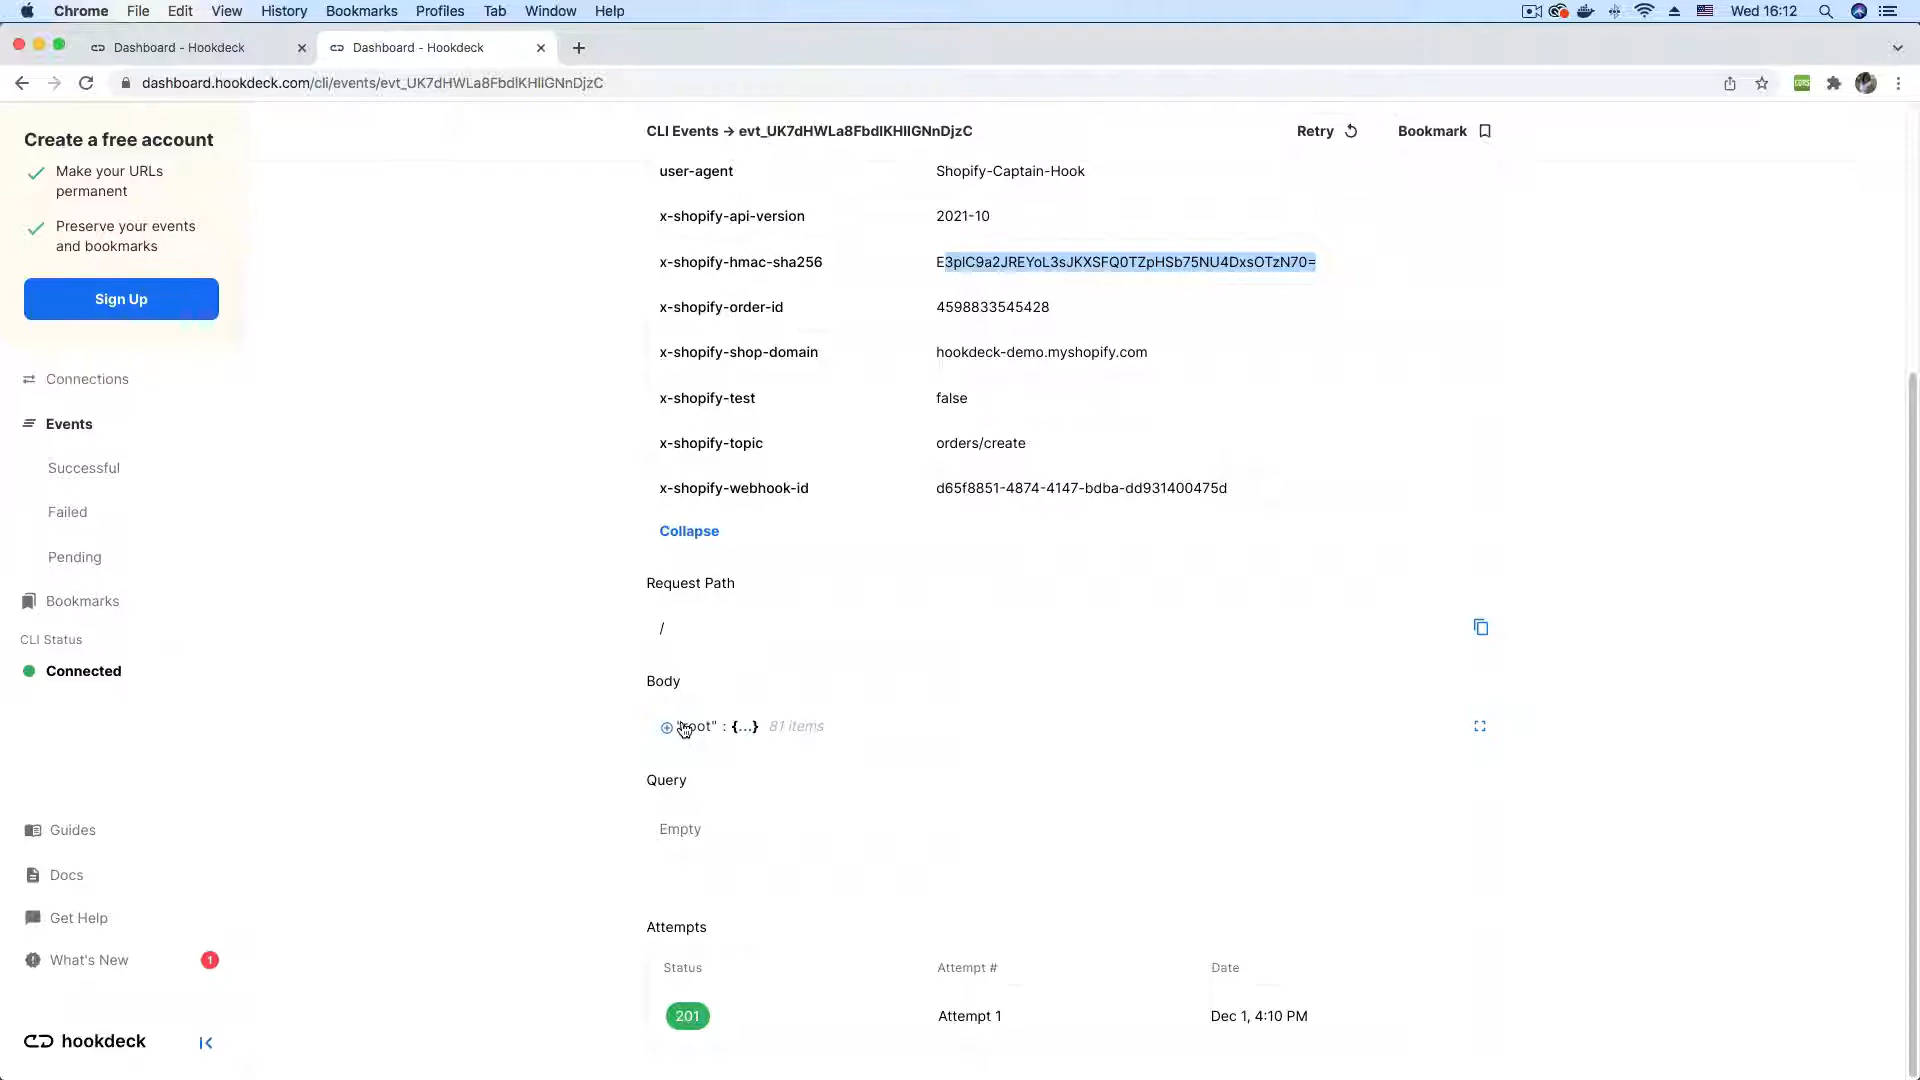 Chrome File Edit View History Bookmarks Profiles Tab Window Help Wed 16:12
Dashboard - Hookdeck
Dashboard - Hookdeck
dashboard.hookdeck.com/cli/events/evt_UK7dHWLa8FbdlKHIlGNnDjzC
Create a free account
Make your URLs
permanent
Preserve your events
and bookmarks
Sign Up
Connections
Events
Successful
Failed
Pending
Bookmarks
CLI Status
Connected
Guides
Docs
Get Help
What's New 1
hookdeck
CLI Events → evt_UK7dHWLa8FbdlKHIlGNnDjzC Retry Bookmark
user-agent Shopify-Captain-Hook
x-shopify-api-version 2021-10
x-shopify-hmac-sha256 E3plC9a2JREYoL3sJKXSFQ0TZpHSb75NU4DxsOTzN70=
x-shopify-order-id 4598833545428
x-shopify-shop-domain hookdeck-demo.myshopify.com
x-shopify-test false
x-shopify-topic orders/create
x-shopify-webhook-id d65f8851-4874-4147-bdba-dd931400475d
Collapse
Request Path
/
Body
"root" : {...} 81 items
Query
Empty
Attempts
Status Attempt # Date
201 Attempt 1 Dec 1, 4:10 PM